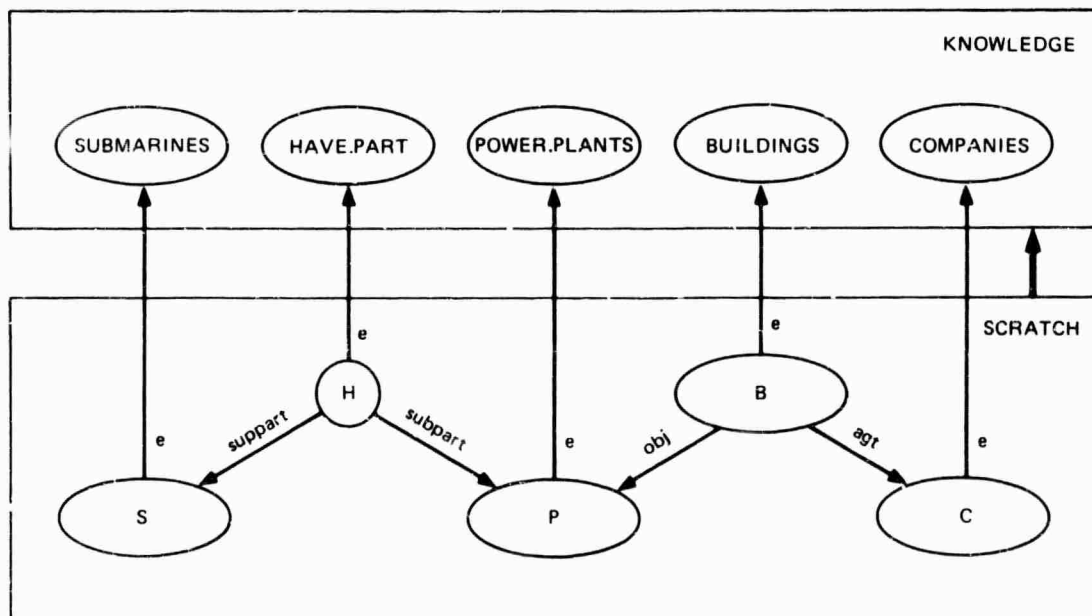 KNOWLEDGE
SUBMARINES HAVE.PART POWER.PLANTS BUILDINGS COMPANIES
SCRATCH
e e
H B
suppart subpart obj agt
e e e
S P C